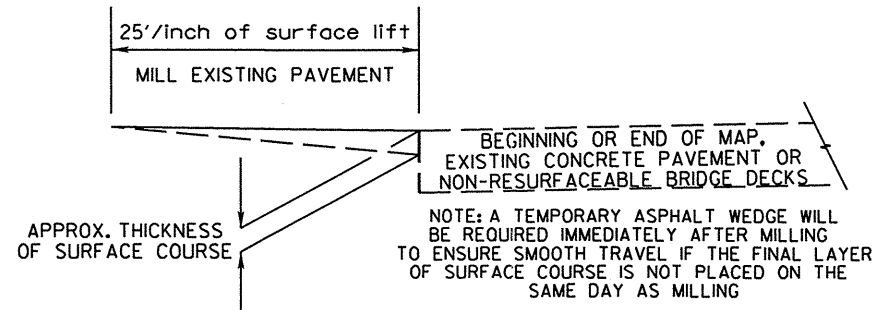 25'/inch of surface lift
MILL EXISTING PAVEMENT
BEGINNING OR END OF MAP,
EXISTING CONCRETE PAVEMENT OR
NON-RESURFACEABLE BRIDGE DECKS
APPROX. THICKNESS
OF SURFACE COURSE
NOTE: A TEMPORARY ASPHALT WEDGE WILL
BE REQUIRED IMMEDIATELY AFTER MILLING
TO ENSURE SMOOTH TRAVEL IF THE FINAL LAYER
OF SURFACE COURSE IS NOT PLACED ON THE
SAME DAY AS MILLING